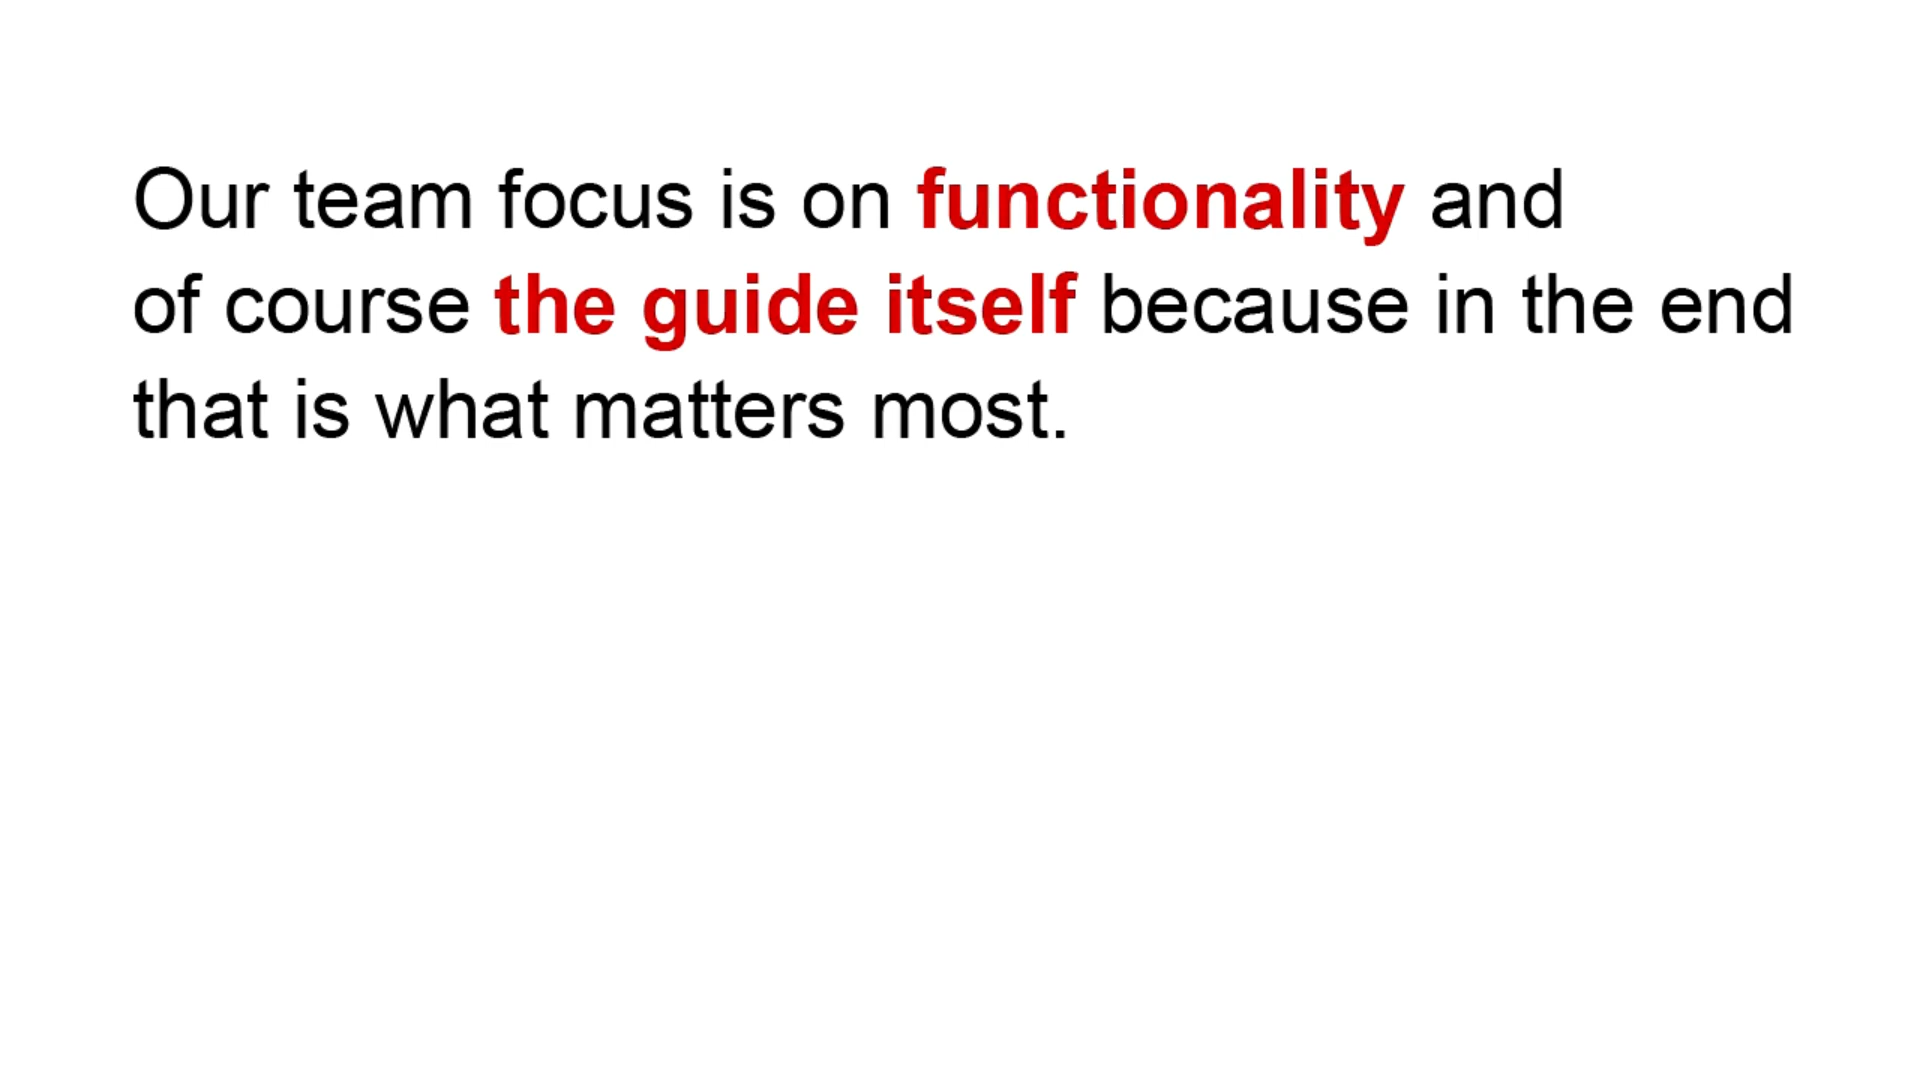 Our team focus is on functionality and
of course the guide itself because in the end
that is what matters most.